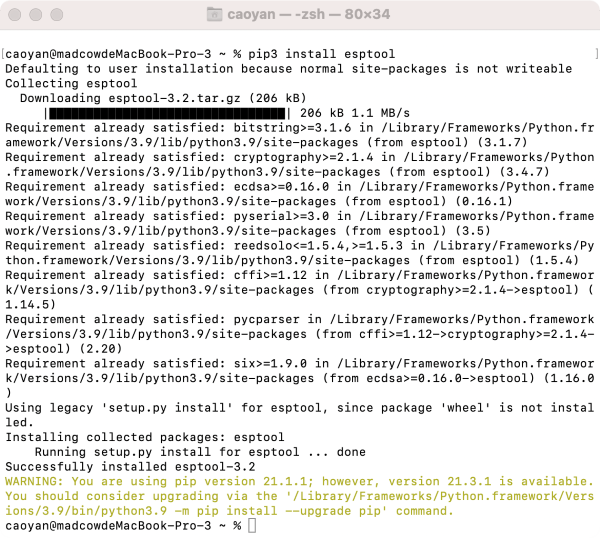 caoyan — -zsh — 80×34
[caoyan@madcowdeMacBook-Pro-3 ~ % pip3 install esptool ]
Defaulting to user installation because normal site-packages is not writeable
Collecting esptool
  Downloading esptool-3.2.tar.gz (206 kB)
     |████████████████████████████████| 206 kB 1.1 MB/s
Requirement already satisfied: bitstring>=3.1.6 in /Library/Frameworks/Python.fr
amework/Versions/3.9/lib/python3.9/site-packages (from esptool) (3.1.7)
Requirement already satisfied: cryptography>=2.1.4 in /Library/Frameworks/Python
.framework/Versions/3.9/lib/python3.9/site-packages (from esptool) (3.4.7)
Requirement already satisfied: ecdsa>=0.16.0 in /Library/Frameworks/Python.frame
work/Versions/3.9/lib/python3.9/site-packages (from esptool) (0.16.1)
Requirement already satisfied: pyserial>=3.0 in /Library/Frameworks/Python.frame
work/Versions/3.9/lib/python3.9/site-packages (from esptool) (3.5)
Requirement already satisfied: reedsolo<=1.5.4,>=1.5.3 in /Library/Frameworks/Py
thon.framework/Versions/3.9/lib/python3.9/site-packages (from esptool) (1.5.4)
Requirement already satisfied: cffi>=1.12 in /Library/Frameworks/Python.framewor
k/Versions/3.9/lib/python3.9/site-packages (from cryptography>=2.1.4->esptool) (
1.14.5)
Requirement already satisfied: pycparser in /Library/Frameworks/Python.framework
/Versions/3.9/lib/python3.9/site-packages (from cffi>=1.12->cryptography>=2.1.4-
>esptool) (2.20)
Requirement already satisfied: six>=1.9.0 in /Library/Frameworks/Python.framewor
k/Versions/3.9/lib/python3.9/site-packages (from ecdsa>=0.16.0->esptool) (1.16.0
)
Using legacy 'setup.py install' for esptool, since package 'wheel' is not instal
led.
Installing collected packages: esptool
    Running setup.py install for esptool ... done
Successfully installed esptool-3.2
WARNING: You are using pip version 21.1.1; however, version 21.3.1 is available.
You should consider upgrading via the '/Library/Frameworks/Python.framework/Vers
ions/3.9/bin/python3.9 -m pip install --upgrade pip' command.
caoyan@madcowdeMacBook-Pro-3 ~ %